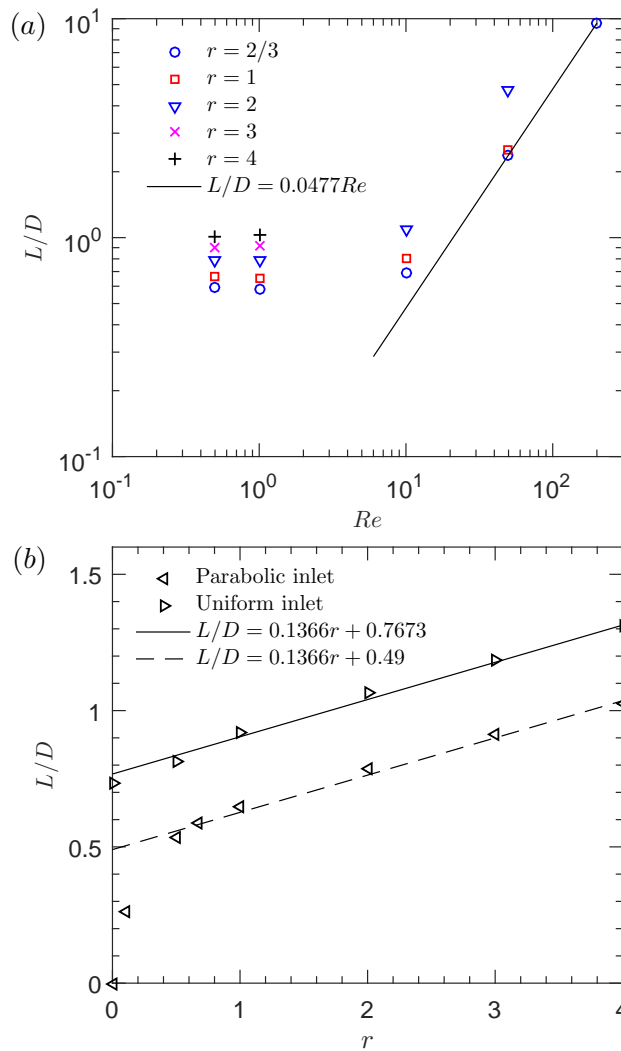 (a)
10^1
r = 2/3
r = 1
r = 2
r = 3
r = 4
L/D = 0.0477Re
L/D
10^0
10^-1
10^-1
10^0
10^1
10^2
Re
(b)
1.5
Parabolic inlet
Uniform inlet
L/D = 0.1366r + 0.7673
L/D = 0.1366r + 0.49
L/D
1
0.5
0
0 1 2 3 4
r